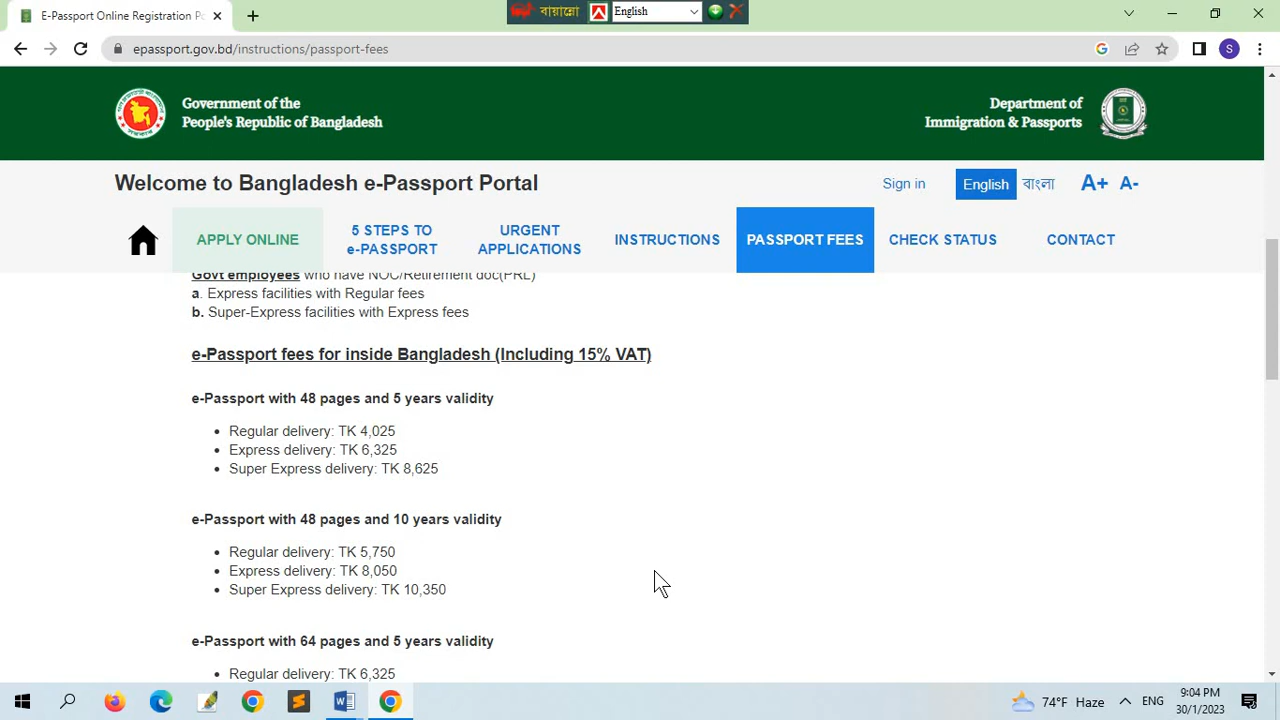 E-Passport Online Registration Po
বায়ান্নো
English
epassport.gov.bd/instructions/passport-fees
S
Government of the
People's Republic of Bangladesh
Department of
Immigration & Passports
Welcome to Bangladesh e-Passport Portal
Sign in
English
বাংলা
A+
A-
APPLY ONLINE
5 STEPS TO
e-PASSPORT
URGENT
APPLICATIONS
INSTRUCTIONS
PASSPORT FEES
CHECK STATUS
CONTACT
Govt employees who have NOC/Retirement doc(PRL)
a. Express facilities with Regular fees
b. Super-Express facilities with Express fees
e-Passport fees for inside Bangladesh (Including 15% VAT)
e-Passport with 48 pages and 5 years validity
• Regular delivery: TK 4,025
• Express delivery: TK 6,325
• Super Express delivery: TK 8,625
e-Passport with 48 pages and 10 years validity
• Regular delivery: TK 5,750
• Express delivery: TK 8,050
• Super Express delivery: TK 10,350
e-Passport with 64 pages and 5 years validity
• Regular delivery: TK 6,325
74°F Haze
ENG
9:04 PM
30/1/2023